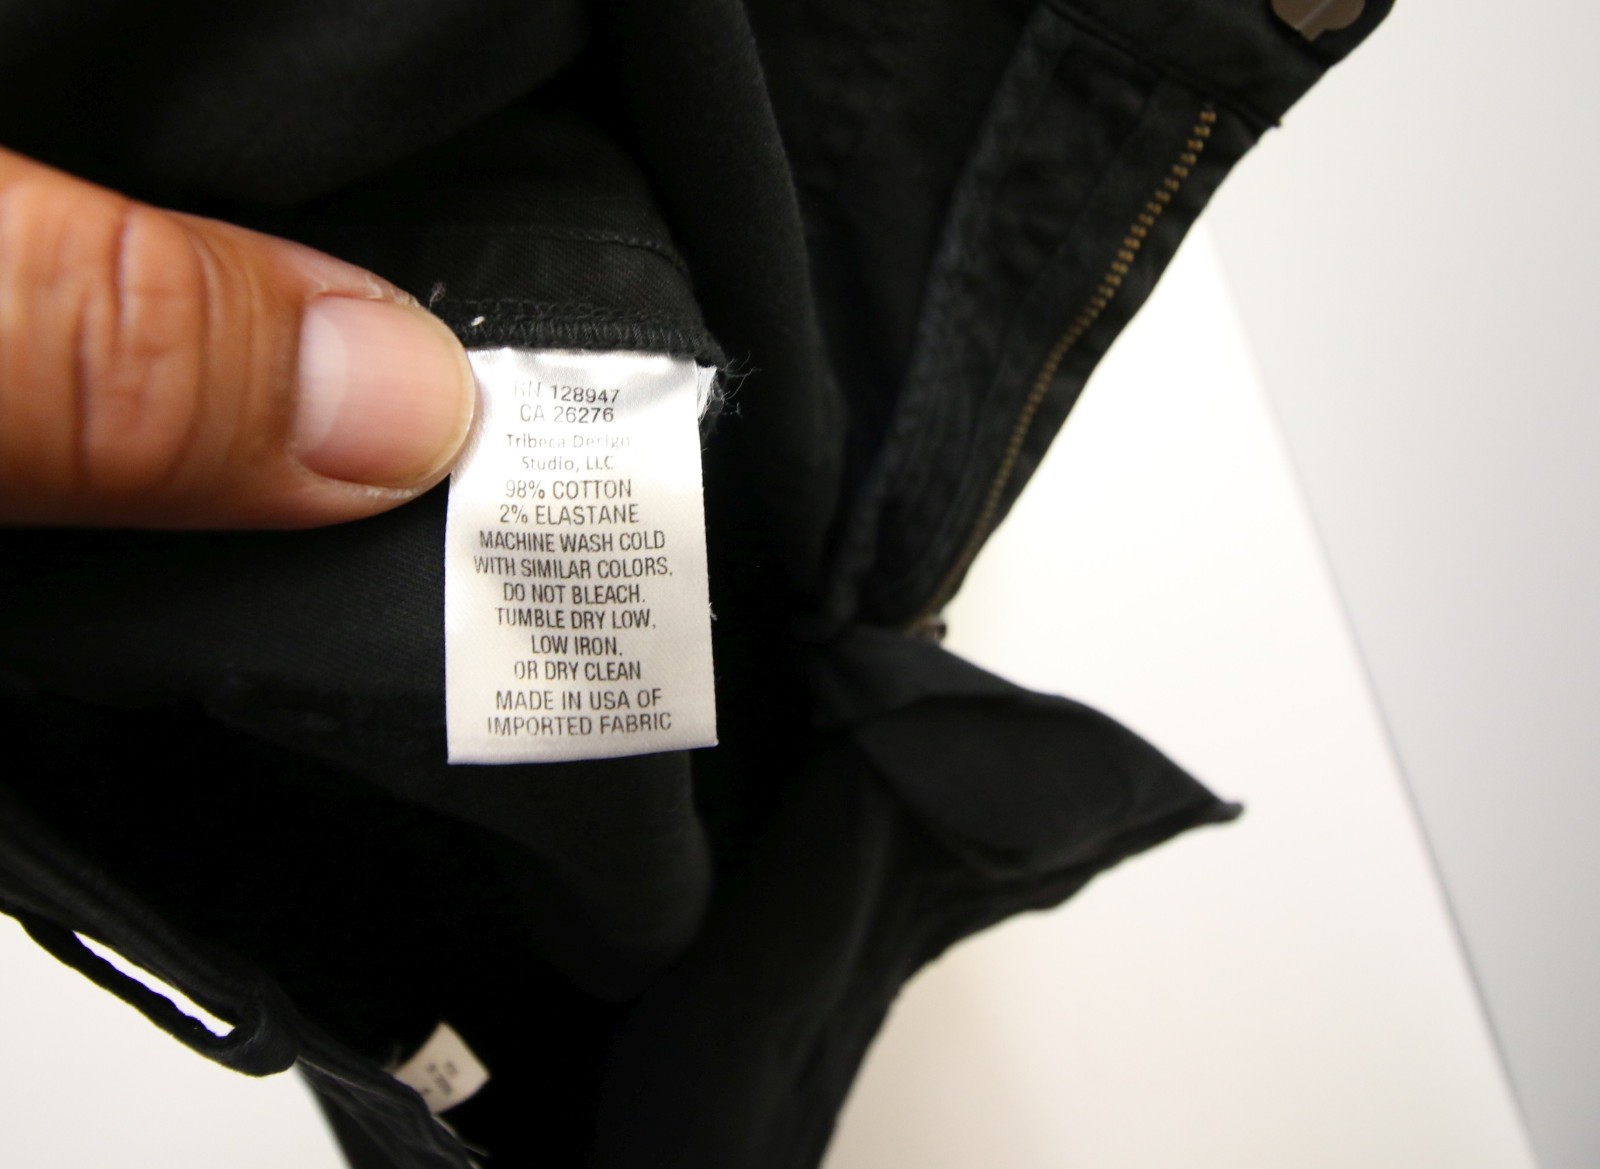 RN 128947
CA 26276
Tribeca Design
Studio, LLC
98% COTTON
2% ELASTANE
MACHINE WASH COLD
WITH SIMILAR COLORS.
DO NOT BLEACH.
TUMBLE DRY LOW.
LOW IRON.
OR DRY CLEAN
MADE IN USA OF
IMPORTED FABRIC